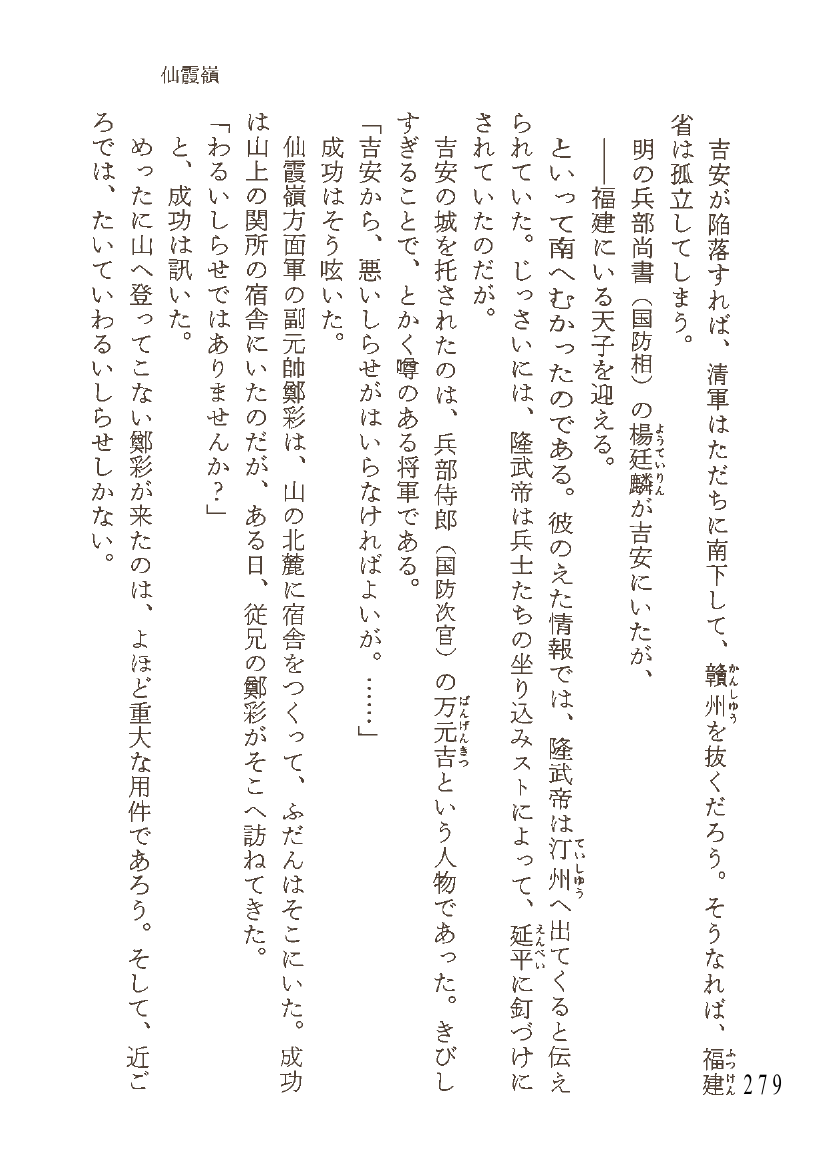 仙霞嶺
吉安が陥落すれば、清軍はただちに南下して、贛州を抜くだろう。そうなれば、福建
省は孤立してしまう。
明の兵部尚書（国防相）の楊廷麟が吉安にいたが、
――福建にいる天子を迎える。
といって南へむかったのである。彼のえた情報では、隆武帝は汀州へ出てくると伝え
られていた。じっさいには、隆武帝は兵士たちの坐り込みストによって、延平に釘づけに
されていたのだが。
吉安の城を托されたのは、兵部侍郎（国防次官）の万元吉という人物であった。きびし
すぎることで、とかく噂のある将軍である。
「吉安から、悪いしらせがはいらなければよいが。……」
成功はそう呟いた。
仙霞嶺方面軍の副元帥鄭彩は、山の北麓に宿舎をつくって、ふだんはそこにいた。成功
は山上の関所の宿舎にいたのだが、ある日、従兄の鄭彩がそこへ訪ねてきた。
「わるいしらせではありませんか？」
と、成功は訊いた。
めったに山へ登ってこない鄭彩が来たのは、よほど重大な用件であろう。そして、近ご
ろでは、たいていわるいしらせしかない。
279